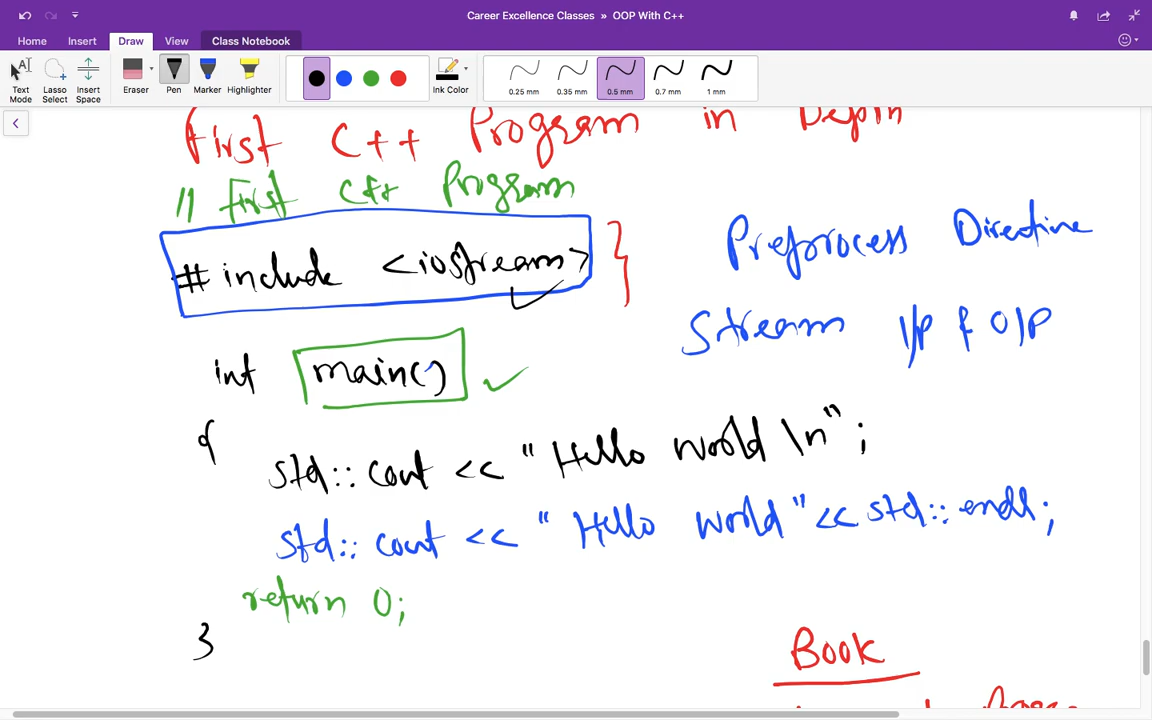 Career Excellence Classes » OOP With C++
Home Insert Draw View Class Notebook
Text Mode Lasso Select Insert Space Eraser Pen Marker Highlighter Ink Color 0.25 mm 0.35 mm 0.5 mm 0.7 mm 1 mm
First C++ Program in Depth
// First C++ Program
# include <iostream>
Preprocess Directive
Stream I/P & O/P
int main()
{
std:: cout << "Hello World \n";
std:: cout << "Hello World" << std:: endl;
return 0;
}
Book